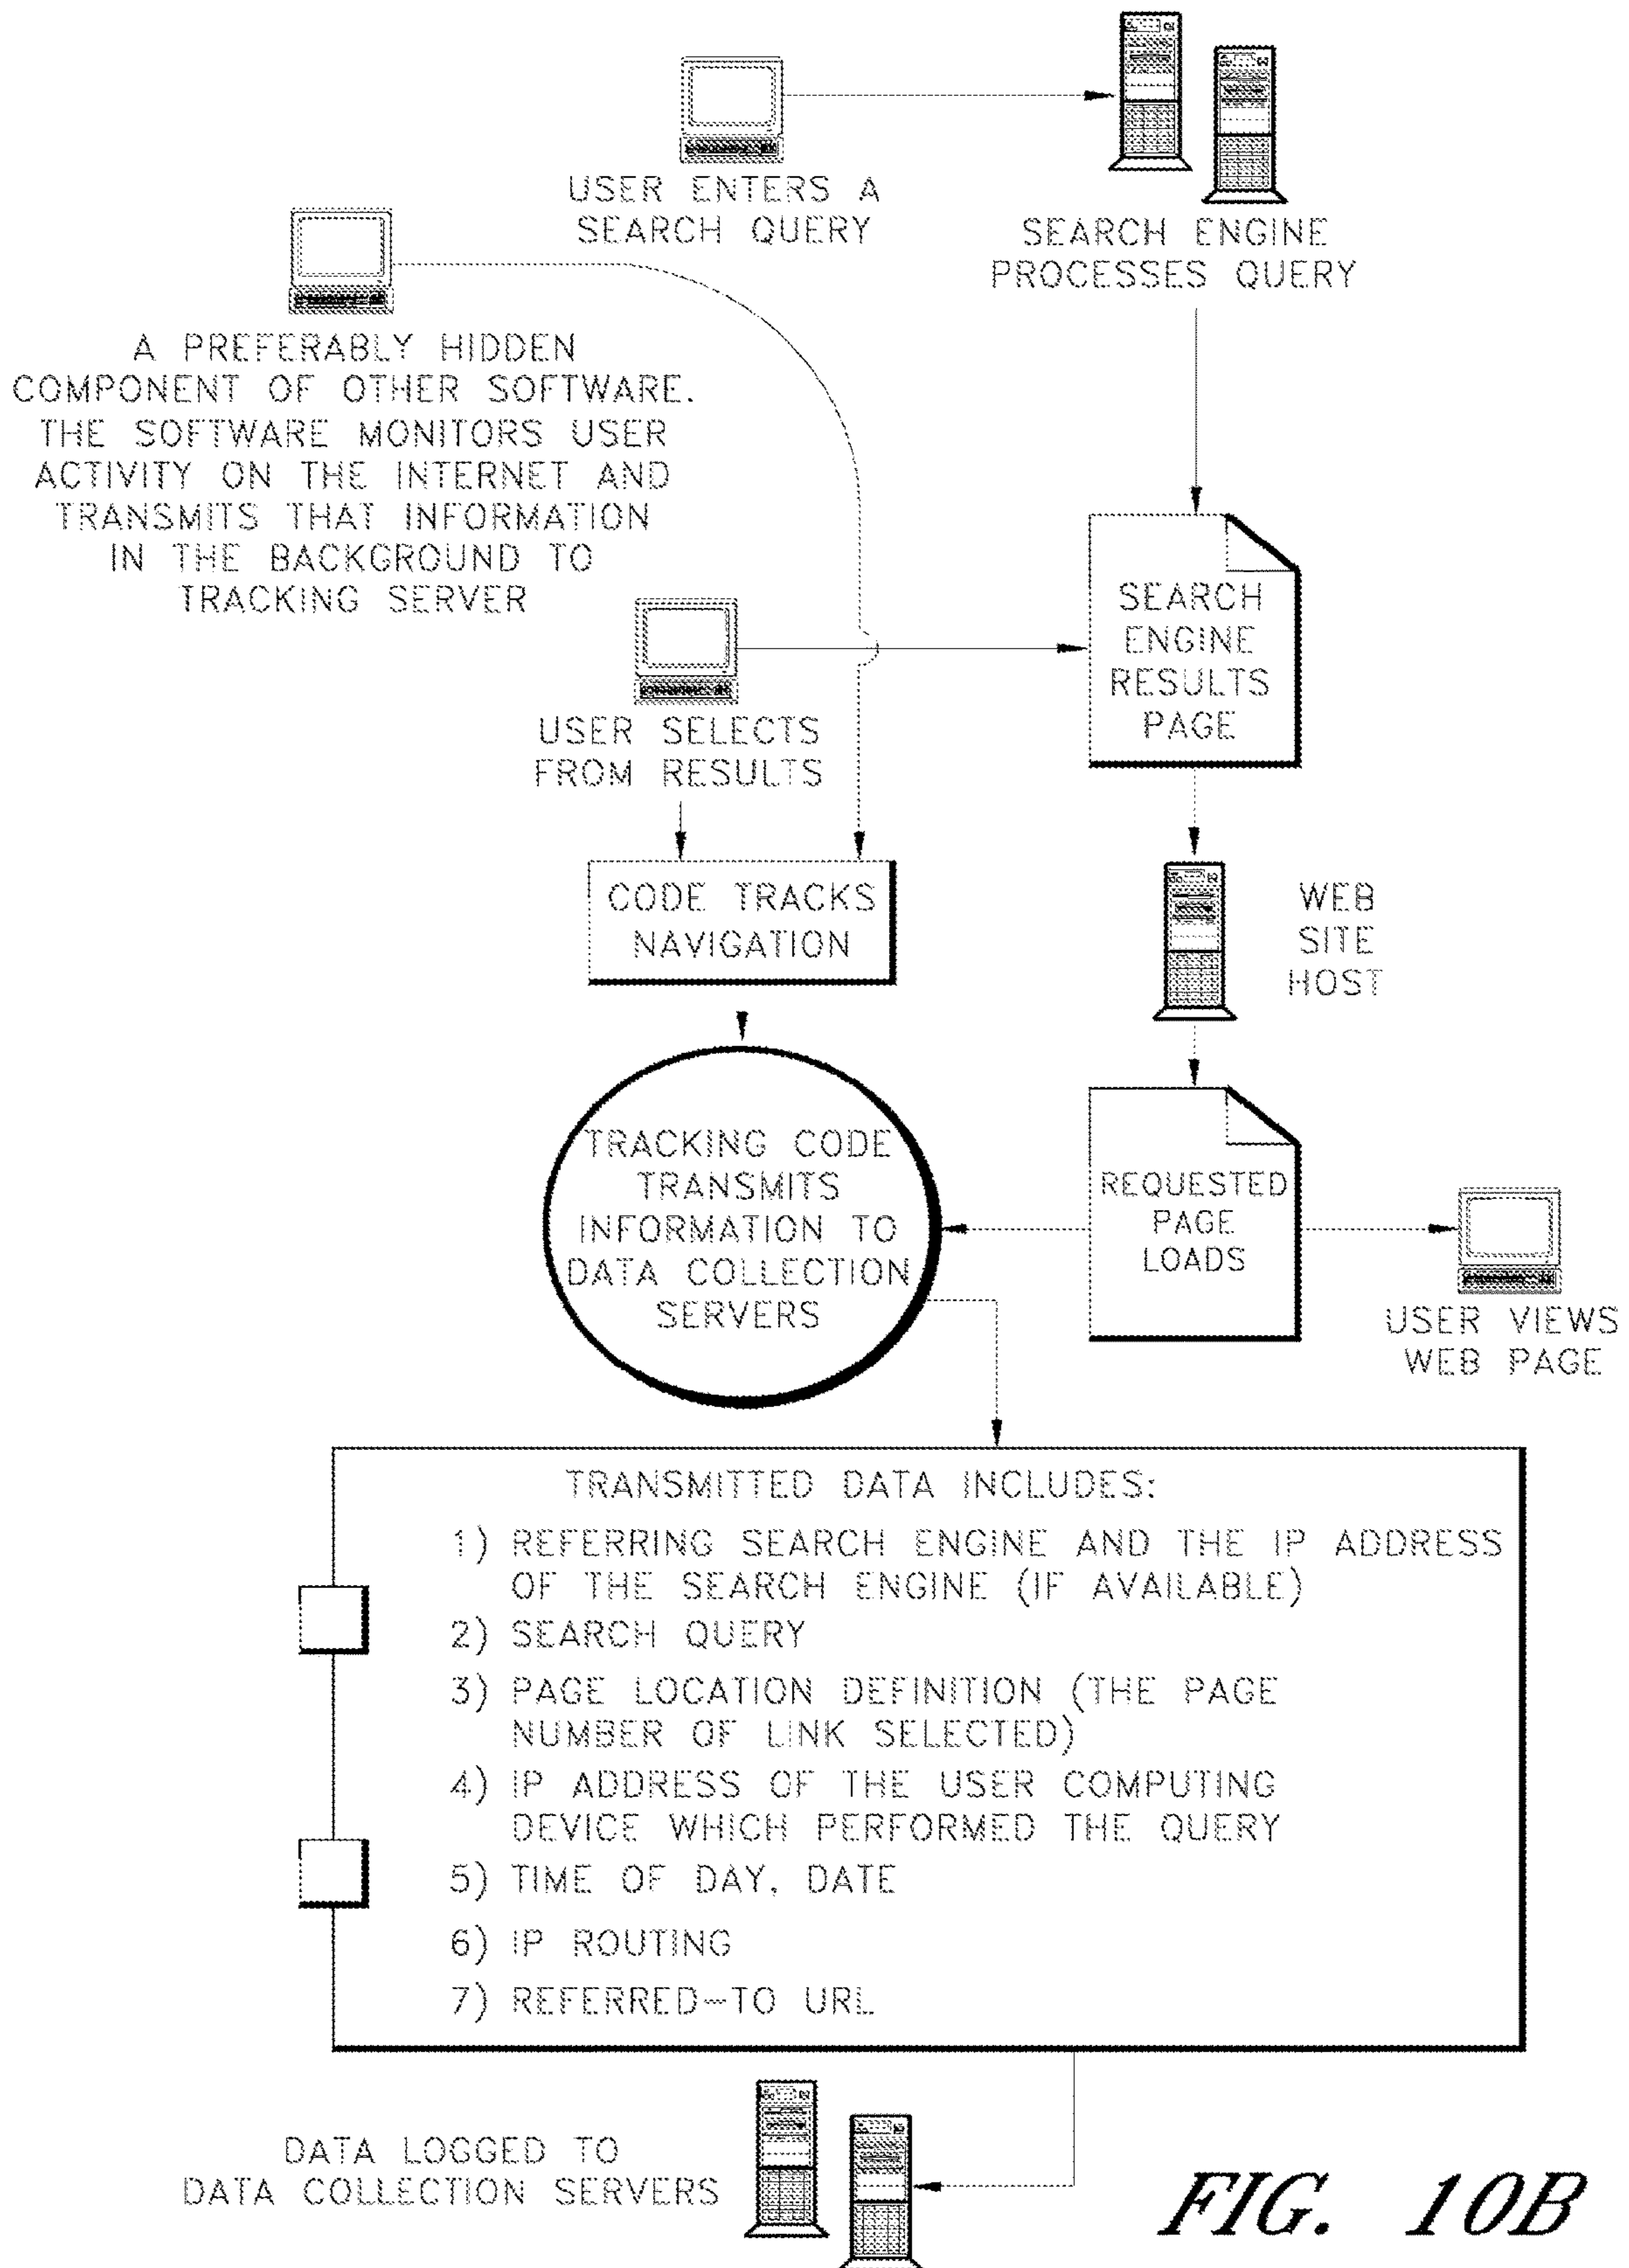 USER ENTERS A
SEARCH QUERY
SEARCH ENGINE
PROCESSES QUERY
A PREFERABLY HIDDEN
COMPONENT OF OTHER SOFTWARE.
THE SOFTWARE MONITORS USER
ACTIVITY ON THE INTERNET AND
TRANSMITS THAT INFORMATION
IN THE BACKGROUND TO
TRACKING SERVER
SEARCH
ENGINE
RESULTS
PAGE
USER SELECTS
FROM RESULTS
CODE TRACKS
NAVIGATION
WEB
SITE
HOST
TRACKING CODE
TRANSMITS
INFORMATION TO
DATA COLLECTION
SERVERS
REQUESTED
PAGE
LOADS
USER VIEWS
WEB PAGE
TRANSMITTED DATA INCLUDES:
1) REFERRING SEARCH ENGINE AND THE IP ADDRESS
OF THE SEARCH ENGINE (IF AVAILABLE)
2) SEARCH QUERY
3) PAGE LOCATION DEFINITION (THE PAGE
NUMBER OF LINK SELECTED)
4) IP ADDRESS OF THE USER COMPUTING
DEVICE WHICH PERFORMED THE QUERY
5) TIME OF DAY, DATE
6) IP ROUTING
7) REFERRED-TO URL
DATA LOGGED TO
DATA COLLECTION SERVERS
FIG. 10B